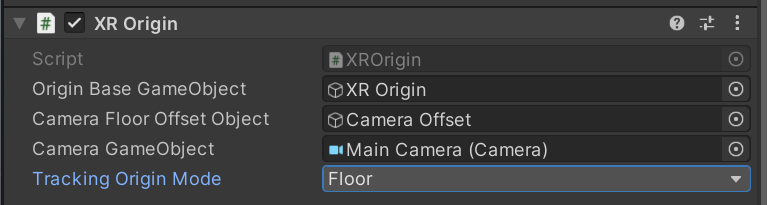 XR Origin
Script XROrigin
Origin Base GameObject XR Origin
Camera Floor Offset Object Camera Offset
Camera GameObject Main Camera (Camera)
Tracking Origin Mode Floor